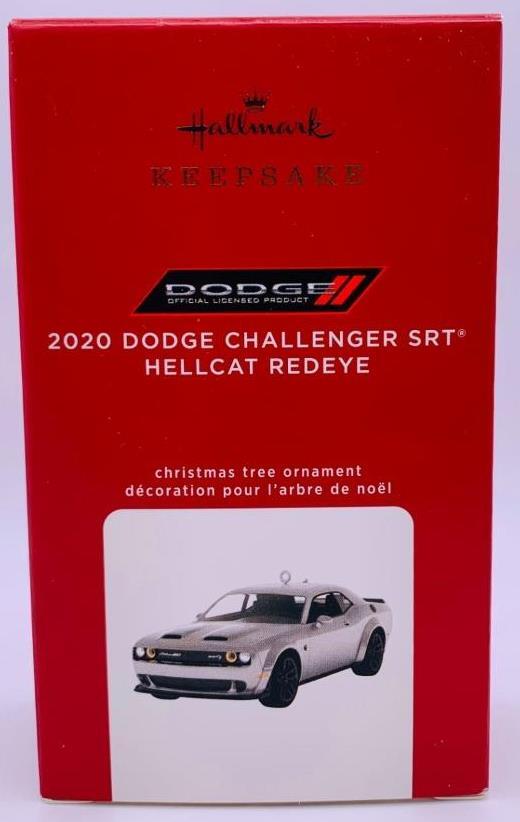 Hallmark
KEEPSAKE
DODGE
OFFICIAL LICENSED PRODUCT
2020 DODGE CHALLENGER SRT®
HELLCAT REDEYE
christmas tree ornament
décoration pour l'arbre de noël